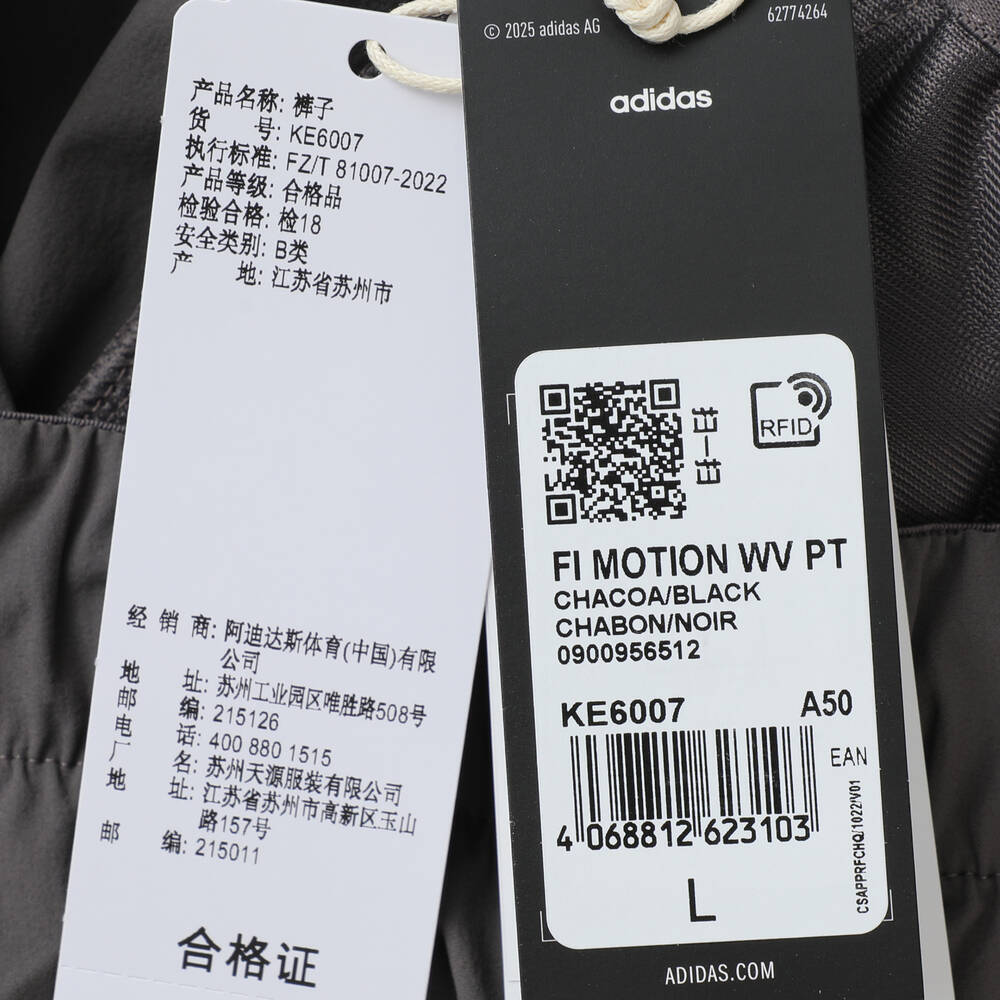 产品名称: 裤子
货 号: KE6007
执行标准: FZ/T 81007-2022
产品等级: 合格品
检验合格: 检18
安全类别: B类
产 地: 江苏省苏州市
经 销 商: 阿迪达斯体育(中国)有限
公司
地 址: 苏州工业园区唯胜路508号
邮 编: 215126
电 话: 400 880 1515
厂 名: 苏州天源服装有限公司
地 址: 江苏省苏州市高新区玉山
路157号
邮 编: 215011
合格证
© 2025 adidas AG
62774264
adidas
扫一扫
RFID
FI MOTION WV PT
CHACOA/BLACK
CHABON/NOIR
0900956512
KE6007 A50
EAN
4 068812 623103
CSAPPRFCHQ/1022/V01
L
ADIDAS.COM